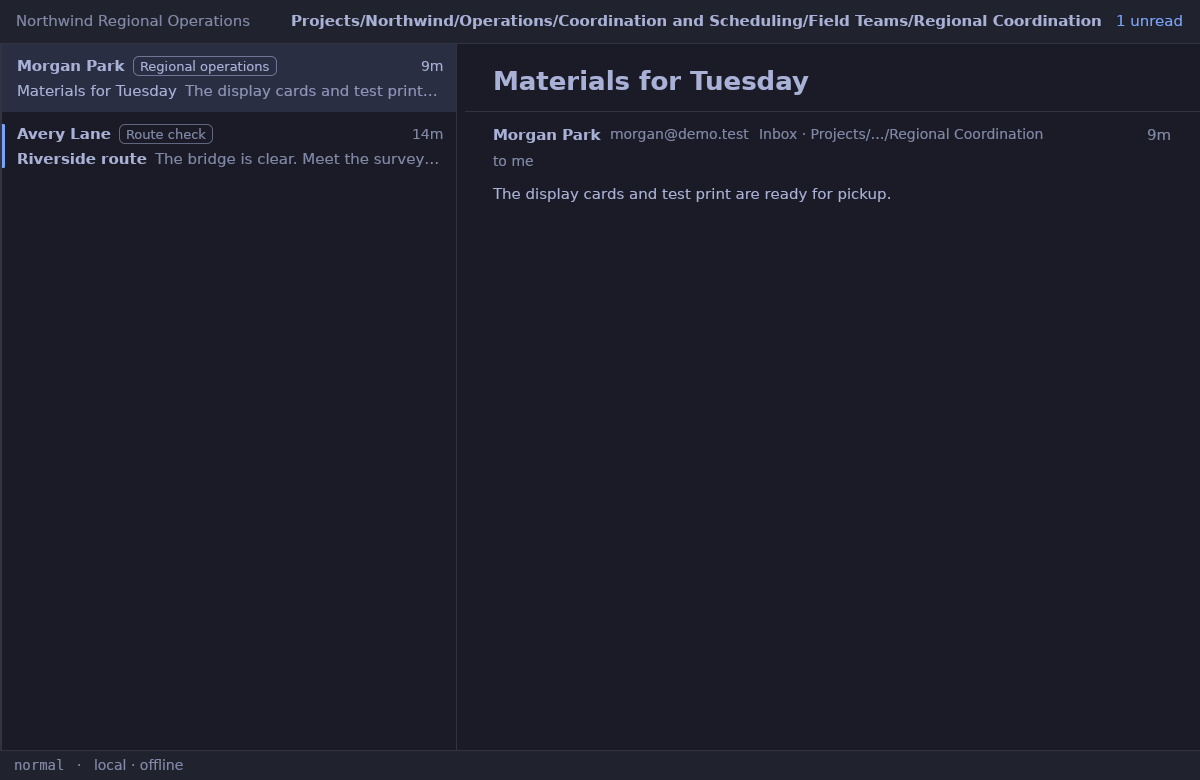 Northwind Regional Operations
Projects/Northwind/Operations/Coordination and Scheduling/Field Teams/Regional Coordination
1 unread
Morgan Park Regional operations 9m
Materials for Tuesday The display cards and test print…
Avery Lane Route check 14m
Riverside route The bridge is clear. Meet the survey…
Materials for Tuesday
Morgan Park morgan@demo.test Inbox · Projects/…/Regional Coordination 9m
to me
The display cards and test print are ready for pickup.
normal · local · offline